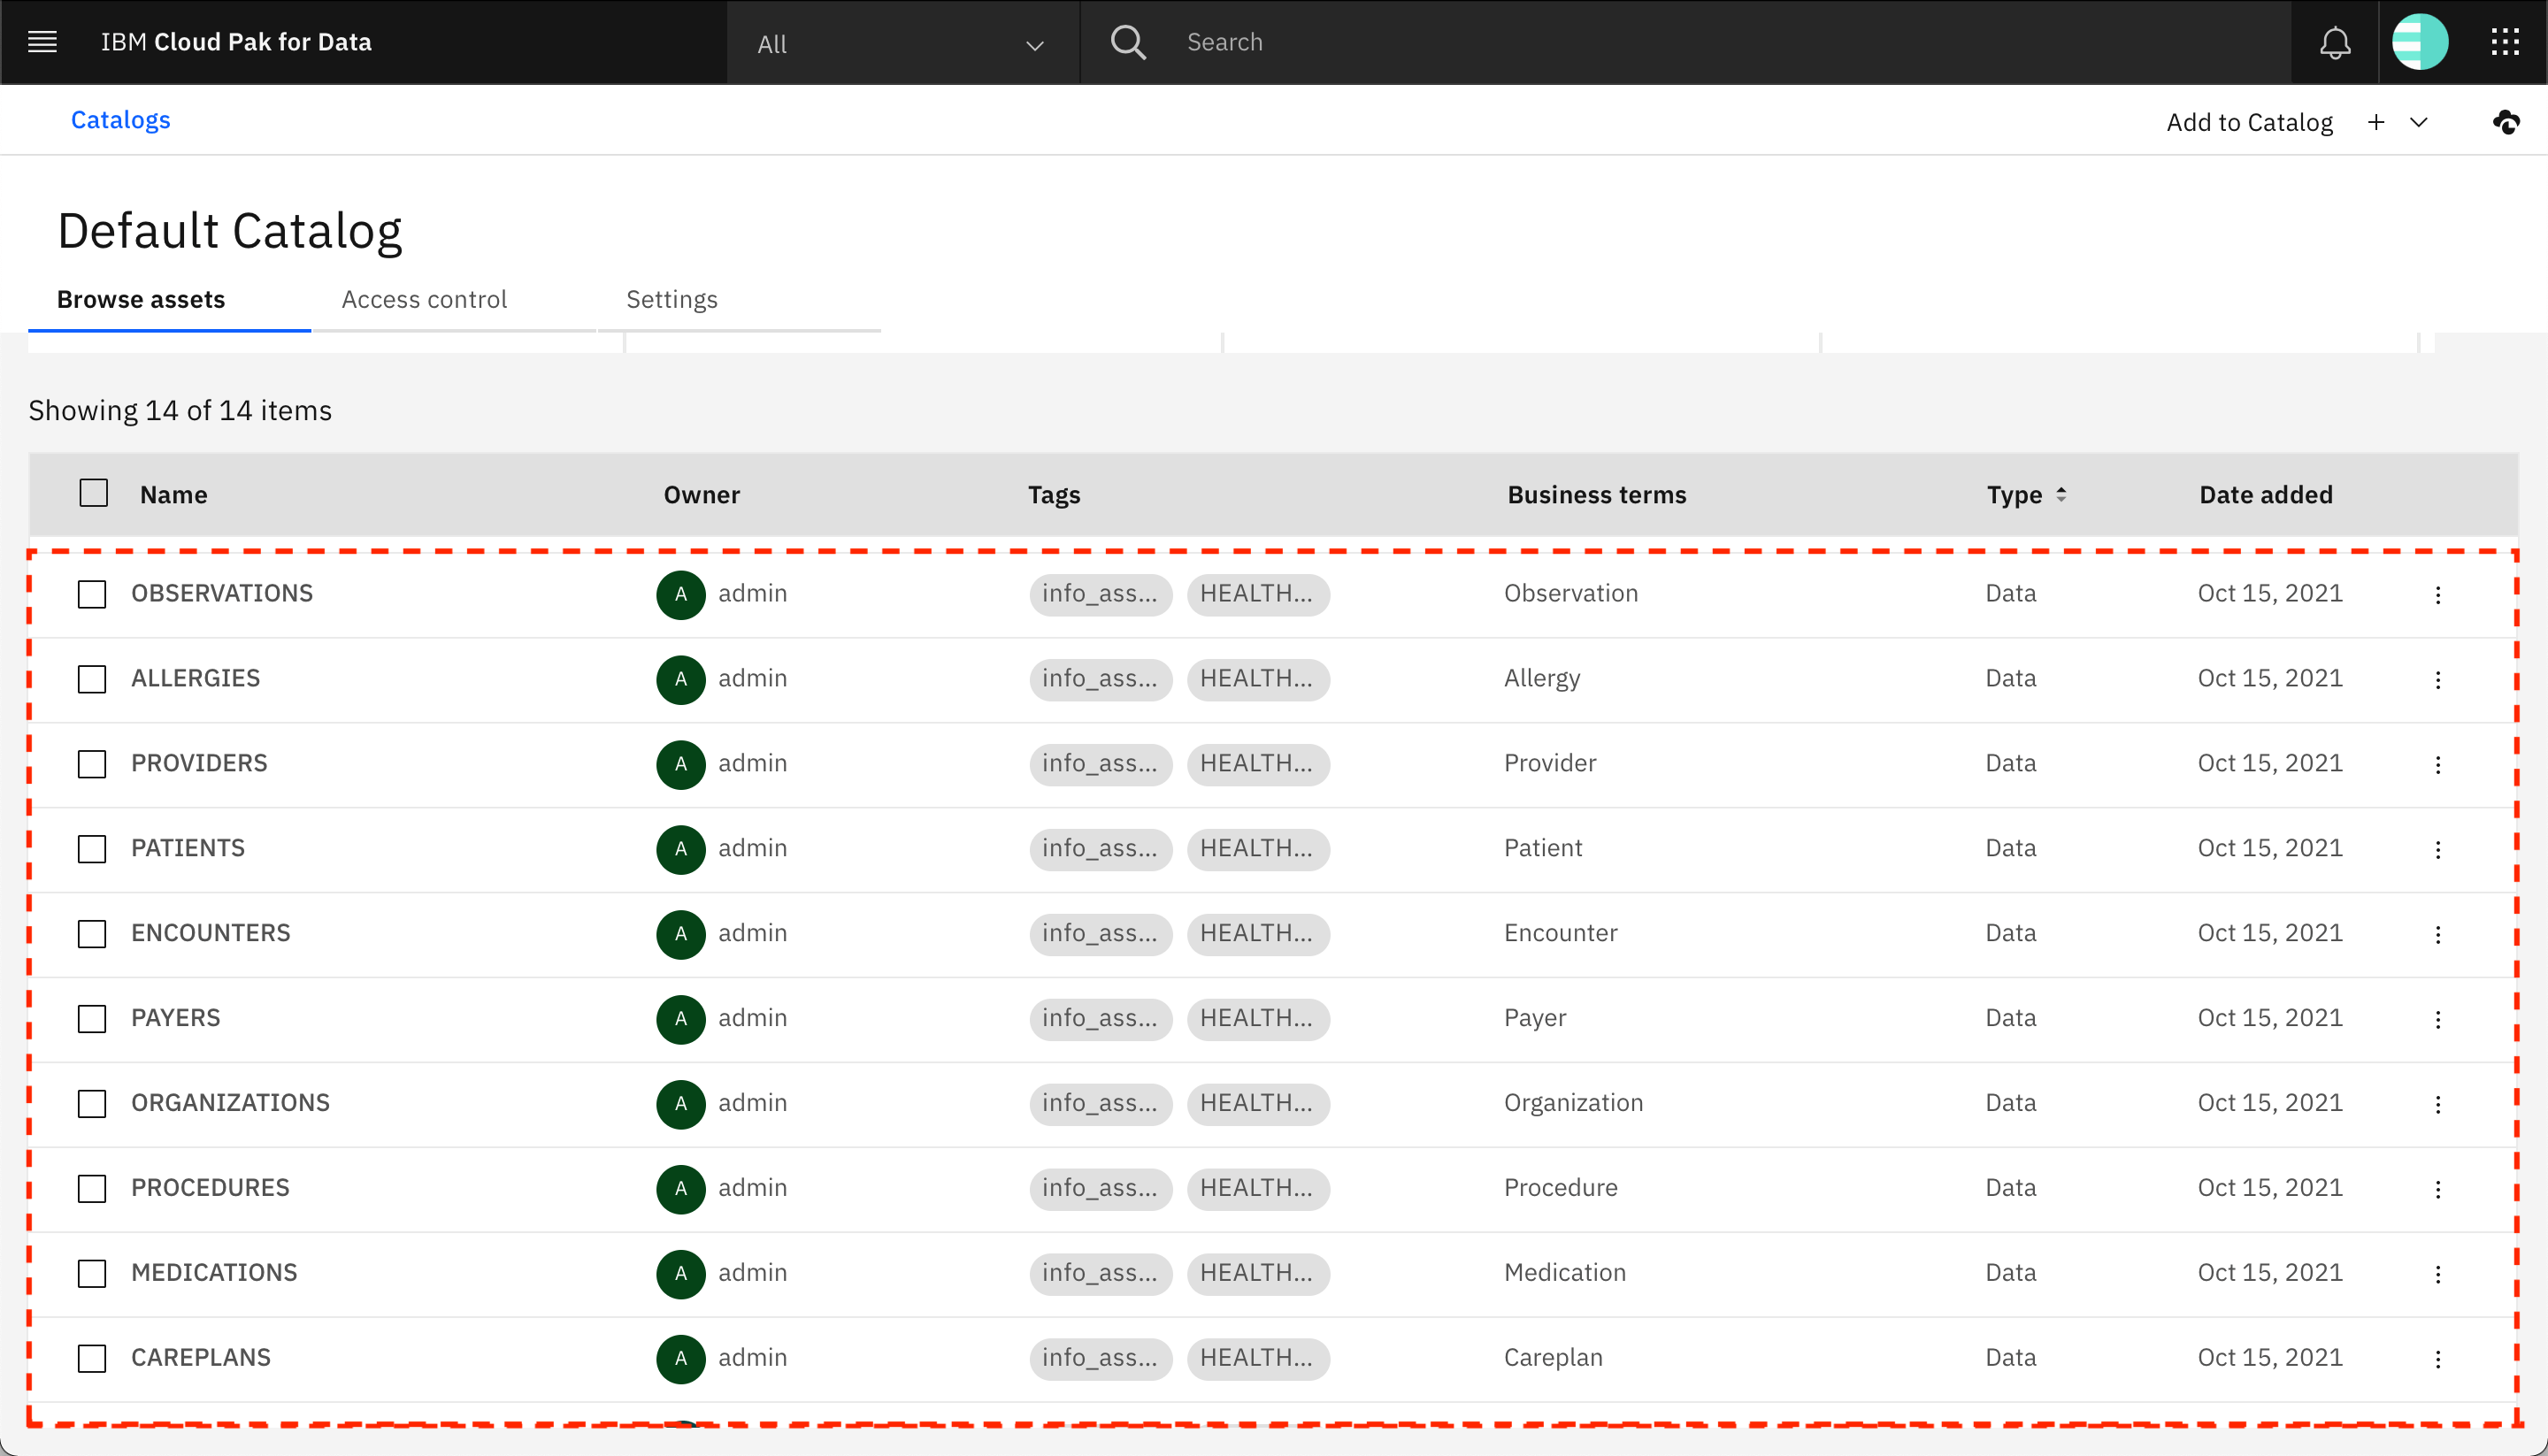 IBM Cloud Pak for Data All Search
Catalogs Add to Catalog
Default Catalog
Browse assets Access control Settings
Showing 14 of 14 items
Name Owner Tags Business terms Type Date added
OBSERVATIONS A admin info_ass... HEALTH... Observation Data Oct 15, 2021
ALLERGIES A admin info_ass... HEALTH... Allergy Data Oct 15, 2021
PROVIDERS A admin info_ass... HEALTH... Provider Data Oct 15, 2021
PATIENTS A admin info_ass... HEALTH... Patient Data Oct 15, 2021
ENCOUNTERS A admin info_ass... HEALTH... Encounter Data Oct 15, 2021
PAYERS A admin info_ass... HEALTH... Payer Data Oct 15, 2021
ORGANIZATIONS A admin info_ass... HEALTH... Organization Data Oct 15, 2021
PROCEDURES A admin info_ass... HEALTH... Procedure Data Oct 15, 2021
MEDICATIONS A admin info_ass... HEALTH... Medication Data Oct 15, 2021
CAREPLANS A admin info_ass... HEALTH... Careplan Data Oct 15, 2021